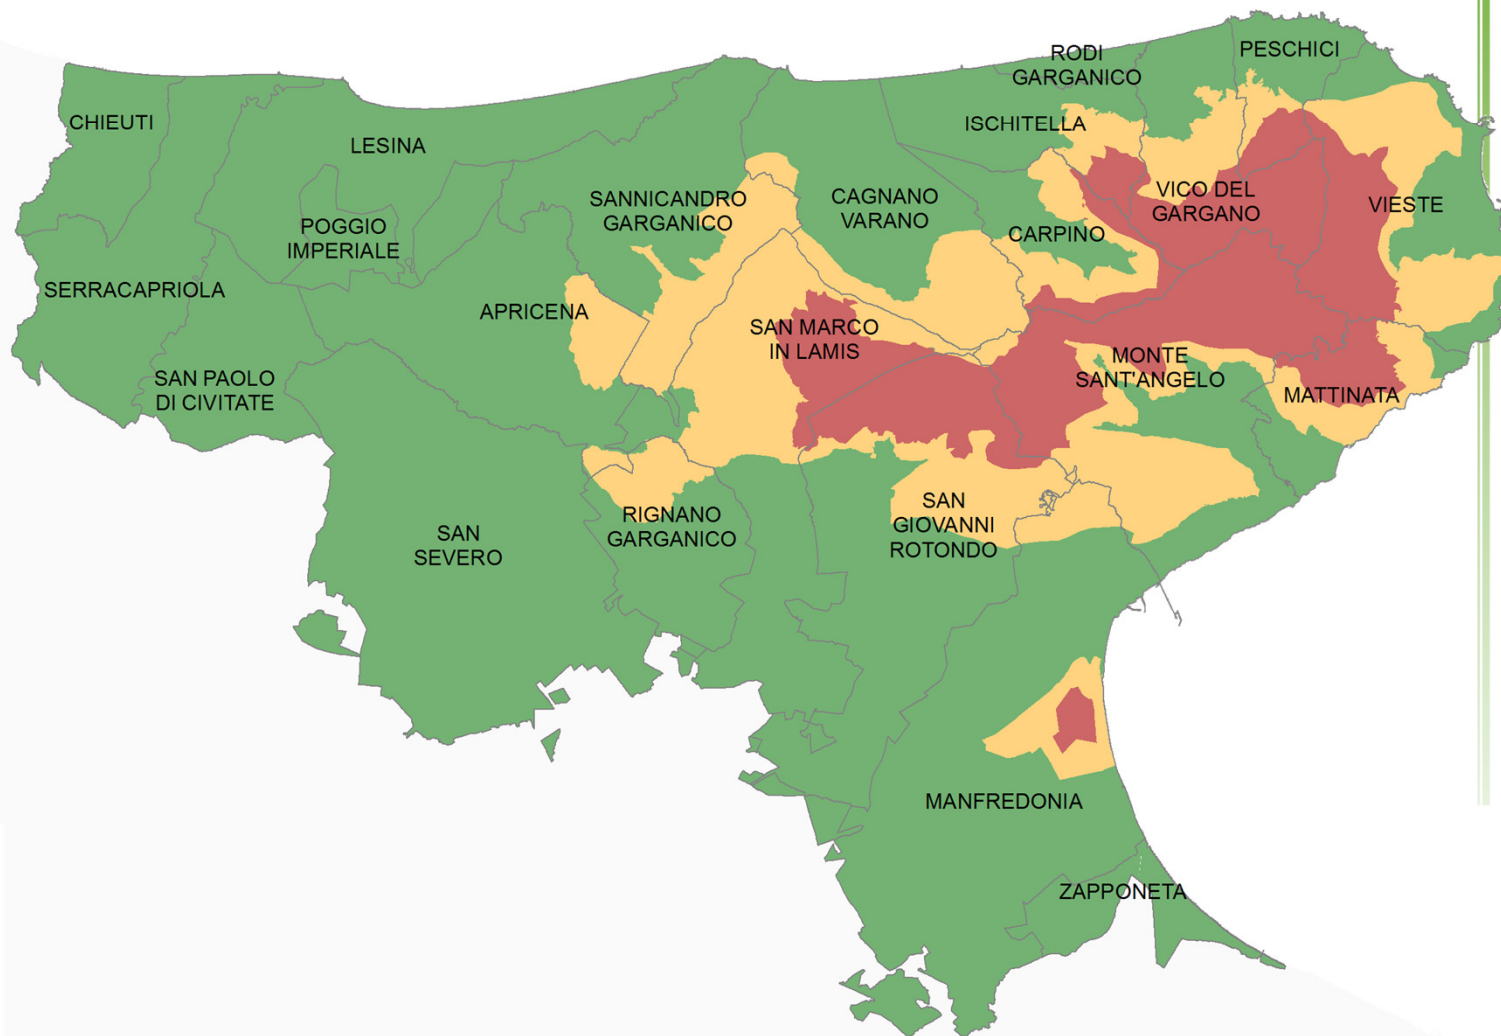 RODI
GARGANICO
PESCHICI
CHIEUTI
LESINA
ISCHITELLA
SANNICANDRO
GARGANICO
CAGNANO
VARANO
VICO DEL
GARGANO
VIESTE
POGGIO
IMPERIALE
CARPINO
SERRACAPRIOLA
APRICENA
SAN MARCO
IN LAMIS
MONTE
SANT'ANGELO
SAN PAOLO
DI CIVITATE
MATTINATA
SAN
SEVERO
RIGNANO
GARGANICO
SAN
GIOVANNI
ROTONDO
MANFREDONIA
ZAPPONETA